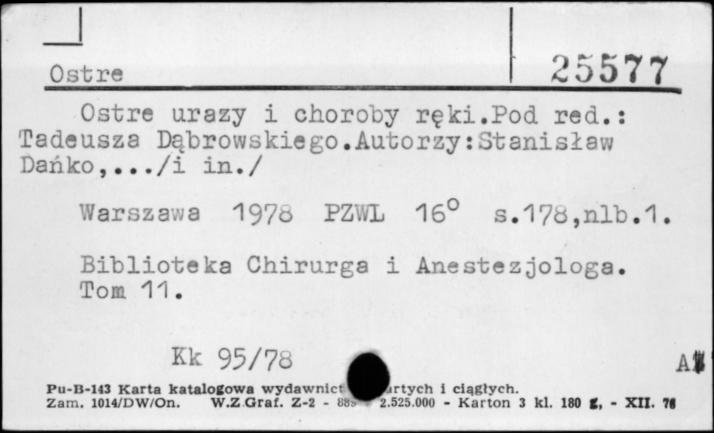 Ostre
25577
Ostre urazy i choroby ręki.Pod red.:
Tadeusza Dąbrowskiego.Autorzy:Stanisław
Dańko,.../i in./
Warszawa 1978 PZWL 16° s.178,nlb.1.
Biblioteka Chirurga i Anestezjologa.
Tom 11.
Kk 95/78
Pu-B-143 Karta katalogowa wydawnict i ciągłych.
Zam. 1014/DW/On. W.Z.Graf. Z-2 - 2.525.000 - Karton 3 kl. 180 g, - XII. 76